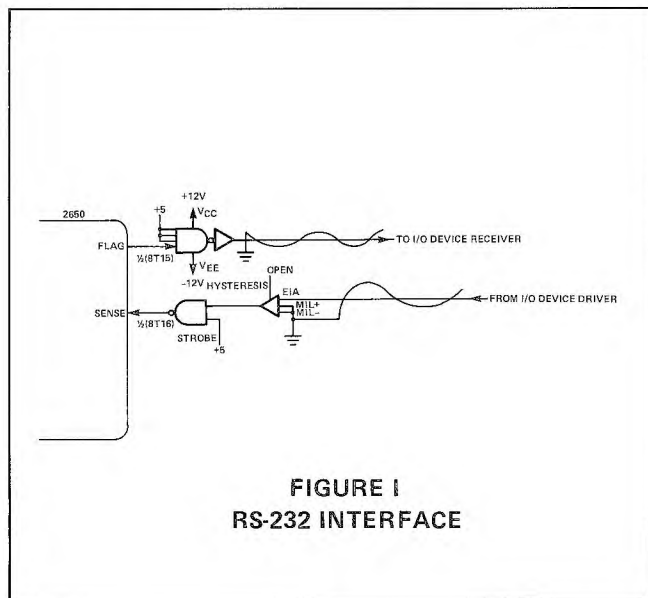 2650
+12V
+5
VCC
FLAG
TO I/O DEVICE RECEIVER
½(8T15)
VEE
-12V
OPEN
HYSTERESIS
EIA
FROM I/O DEVICE DRIVER
MIL+
MIL-
SENSE
½(8T16)
STROBE
+5
FIGURE I
RS-232 INTERFACE